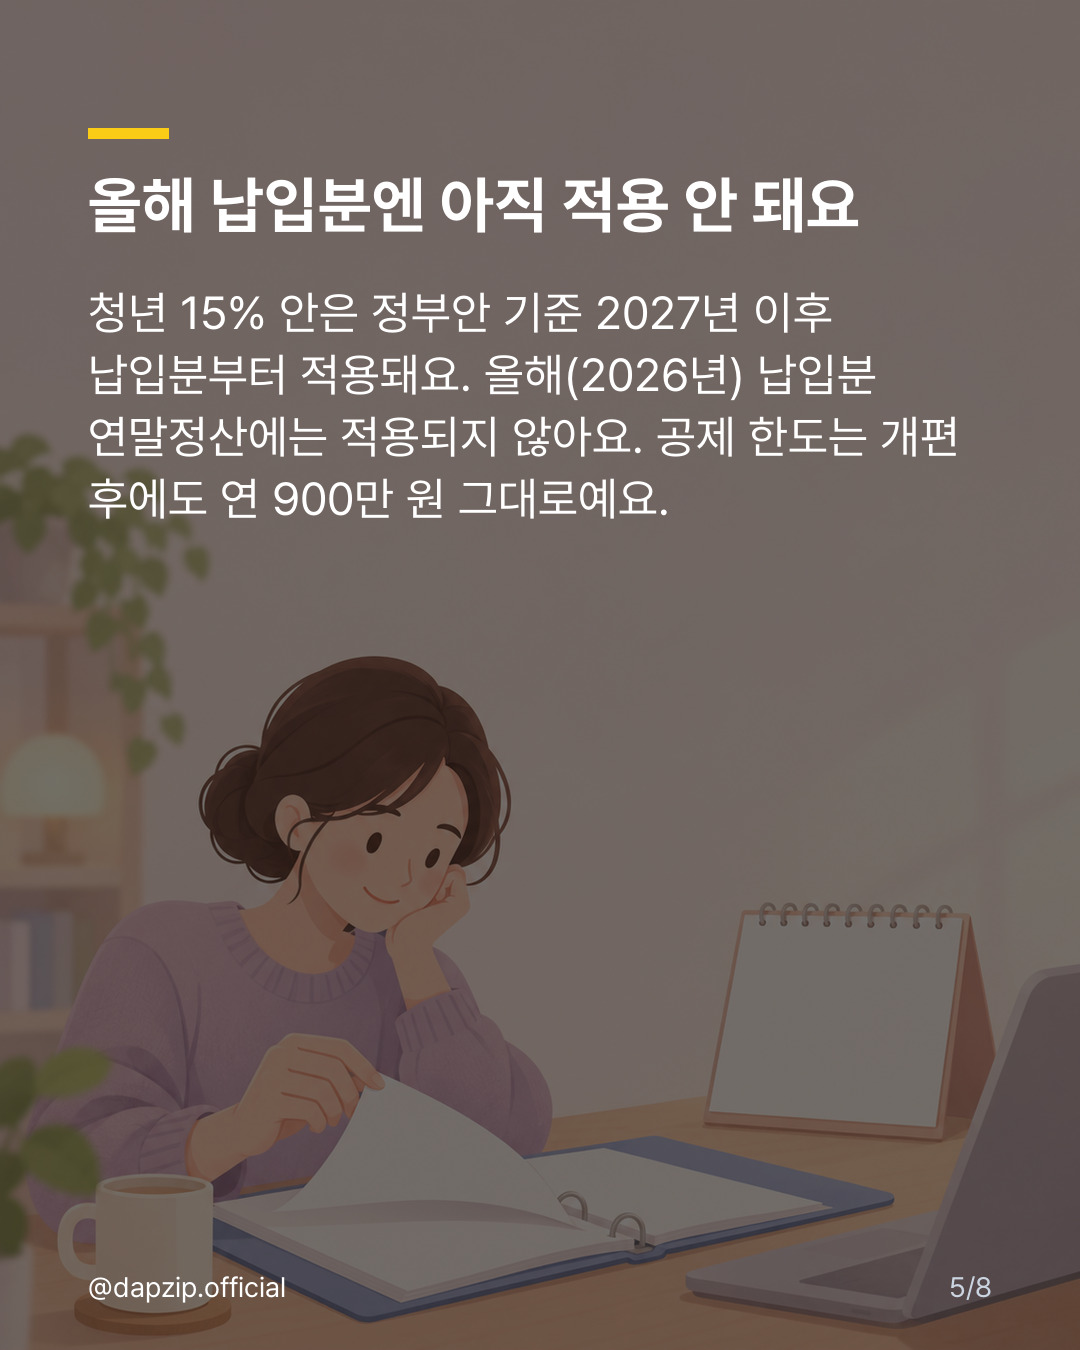 올해 납입분엔 아직 적용 안 돼요
청년 15% 안은 정부안 기준 2027년 이후
납입분부터 적용돼요. 올해(2026년) 납입분
연말정산에는 적용되지 않아요. 공제 한도는 개편
후에도 연 900만 원 그대로예요.
@dapzip.official
5/8